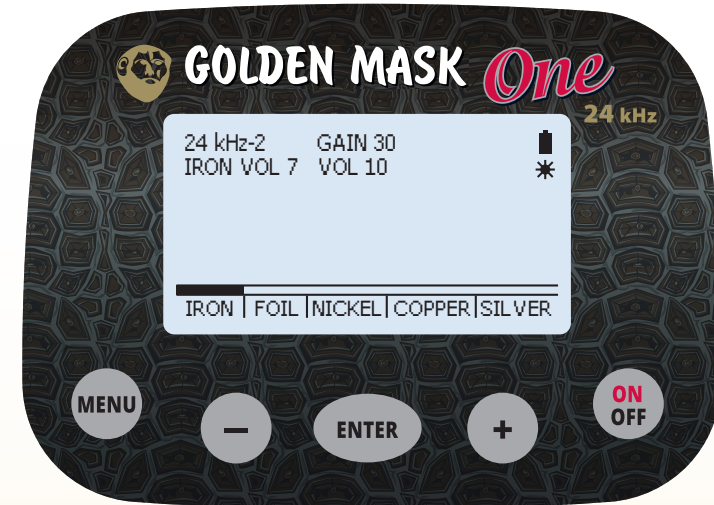 GOLDEN MASK One
24 kHz
24 kHz-2 GAIN 30
IRON VOL 7 VOL 10
IRON FOIL NICKEL COPPER SILVER
MENU
−
ENTER
+
ON
OFF